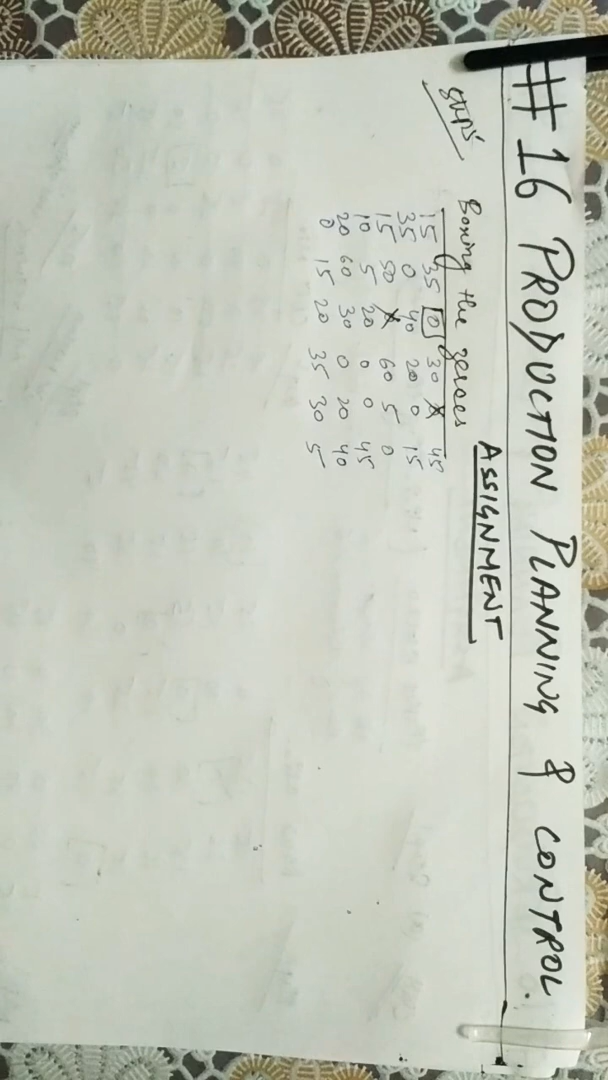 #16 PRODUCTION PLANNING & CONTROL.
ASSIGNMENT
Boxing the zeroes
15 35 0 30 0 45
35 0 40 20 0 15
15 50 0 60 5 0
10 5 20 0 0 45
20 60 30 0 20 40
0 15 20 35 30 5